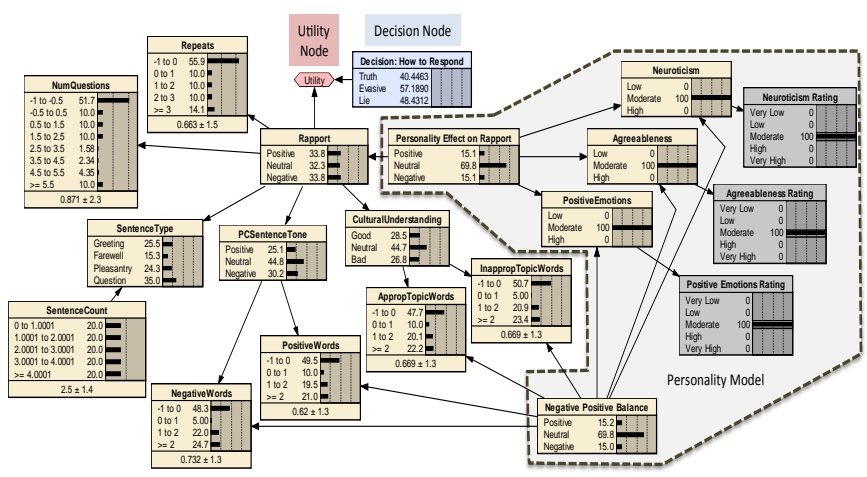 Utility
Node
Decision Node
Decision: How to Respond
Truth 40.4463
Evasive 57.1890
Lie 48.4312
Utility
Repeats
-1 to 0 55.9
0 to 1 10.0
1 to 2 10.0
2 to 3 10.0
>= 3 14.1
0.663 ± 1.5
NumQuestions
-1 to -0.5 51.7
-0.5 to 0.5 10.0
0.5 to 1.5 10.0
1.5 to 2.5 10.0
2.5 to 3.5 1.58
3.5 to 4.5 2.34
4.5 to 5.5 4.35
>= 5.5 10.0
0.871 ± 2.3
Rapport
Positive 33.8
Neutral 32.3
Negative 33.8
Personality Effect on Rapport
Positive 15.1
Neutral 69.8
Negative 15.1
Neuroticism
Low 0
Moderate 100
High 0
Neuroticism Rating
Very Low 0
Low 0
Moderate 100
High 0
Very High 0
Agreeableness
Low 0
Moderate 100
High 0
Agreeableness Rating
Very Low 0
Low 0
Moderate 100
High 0
Very High 0
PositiveEmotions
Low 0
Moderate 100
High 0
Positive Emotions Rating
Very Low 0
Low 0
Moderate 100
High 0
Very High 0
SentenceType
Greeting 25.5
Farewell 15.3
Pleasantry 24.3
Question 35.0
PCSentenceTone
Positive 25.1
Neutral 44.8
Negative 30.2
CulturalUnderstanding
Good 28.5
Neutral 44.7
Bad 26.8
InappropTopicWords
-1 to 0 50.7
0 to 1 5.00
1 to 2 20.9
>= 2 23.4
0.669 ± 1.3
AppropTopicWords
-1 to 0 47.7
0 to 1 10.0
1 to 2 20.1
>= 2 22.2
0.669 ± 1.3
SentenceCount
0 to 1.0001 20.0
1.0001 to 2.0001 20.0
2.0001 to 3.0001 20.0
3.0001 to 4.0001 20.0
>= 4.0001 20.0
2.5 ± 1.4
PositiveWords
-1 to 0 49.5
0 to 1 10.0
1 to 2 19.5
>= 2 21.0
0.62 ± 1.3
NegativeWords
-1 to 0 48.3
0 to 1 5.00
1 to 2 22.0
>= 2 24.7
0.732 ± 1.3
Personality Model
Negative Positive Balance
Positive 15.2
Neutral 69.8
Negative 15.0